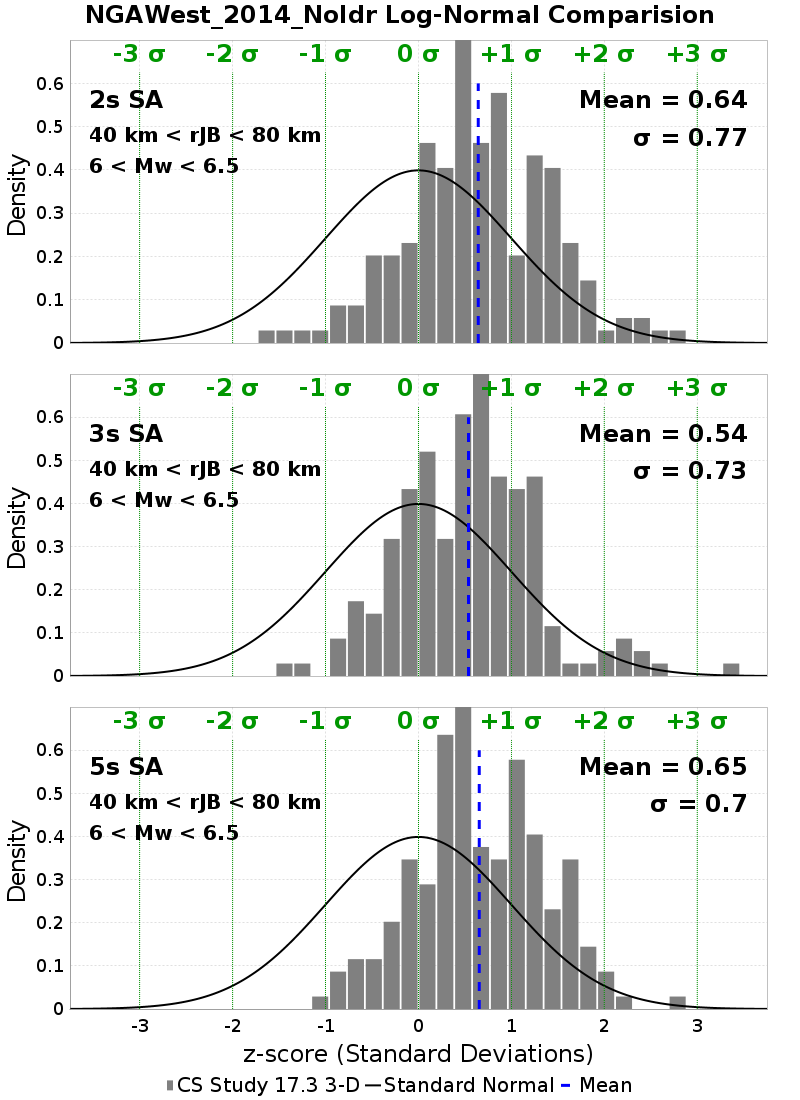 NGAWest_2014_NoIdr Log-Normal Comparision
-3 σ -2 σ -1 σ 0 σ +1 σ +2 σ +3 σ
2s SA
Mean = 0.64
40 km < rJB < 80 km
σ = 0.77
6 < Mw < 6.5
Density
0.6
0.5
0.4
0.3
0.2
0.1
0
-3 σ -2 σ -1 σ 0 σ +1 σ +2 σ +3 σ
3s SA
Mean = 0.54
40 km < rJB < 80 km
σ = 0.73
6 < Mw < 6.5
Density
0.6
0.5
0.4
0.3
0.2
0.1
0
-3 σ -2 σ -1 σ 0 σ +1 σ +2 σ +3 σ
5s SA
Mean = 0.65
40 km < rJB < 80 km
σ = 0.7
6 < Mw < 6.5
Density
0.6
0.5
0.4
0.3
0.2
0.1
0
-3 -2 -1 0 1 2 3
z-score (Standard Deviations)
CS Study 17.3 3-D Standard Normal Mean